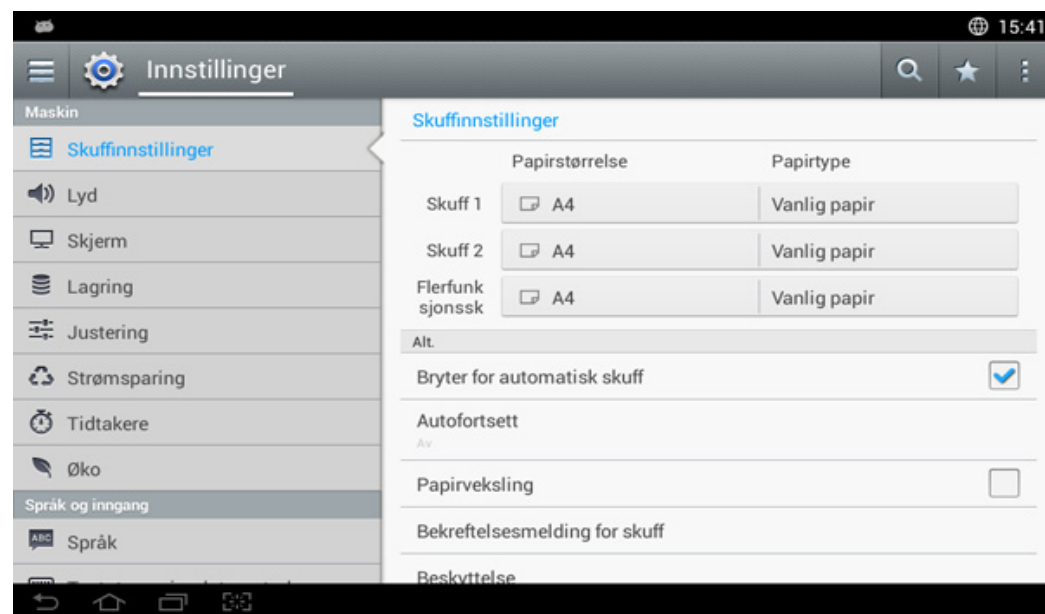 15:41
Innstillinger
Maskin
Skuffinnstillinger
Lyd
Skjerm
Lagring
Justering
Strømsparing
Tidtakere
Øko
Språk og inngang
ABC
Språk
Skuffinnstillinger
Papirstørrelse Papirtype
Skuff 1 A4 Vanlig papir
Skuff 2 A4 Vanlig papir
Flerfunk
sjonssk A4 Vanlig papir
Alt.
Bryter for automatisk skuff
Autofortsett
Av
Papirveksling
Bekreftelsesmelding for skuff
Beskyttelse